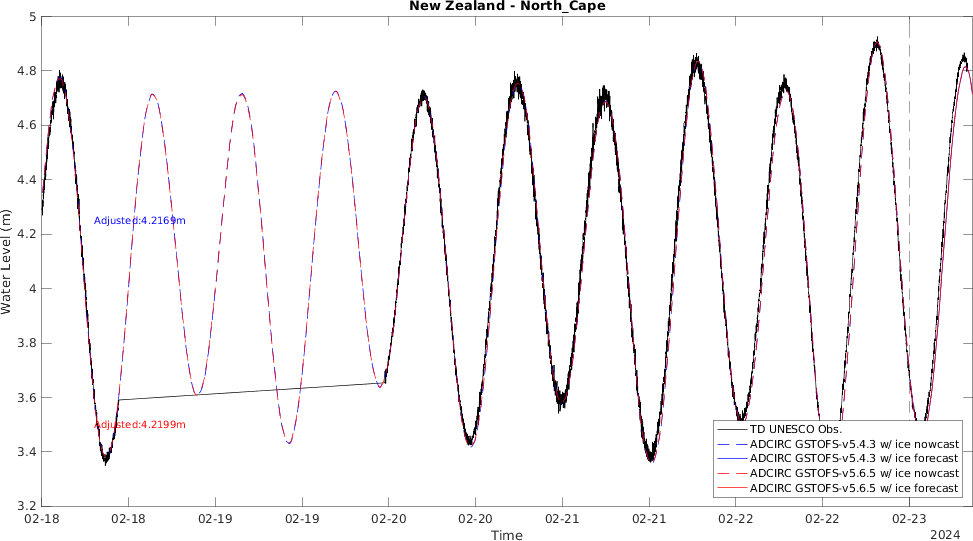 New Zealand - North_Cape
5
4.8
4.6
4.4
4.2
4
3.8
3.6
3.4
3.2
Water Level (m)
Adjusted:4.2169m
Adjusted:4.2199m
TD UNESCO Obs.
ADCIRC GSTOFS-v5.4.3 w/ ice nowcast
ADCIRC GSTOFS-v5.4.3 w/ ice forecast
ADCIRC GSTOFS-v5.6.5 w/ ice nowcast
ADCIRC GSTOFS-v5.6.5 w/ ice forecast
02-18 02-18 02-19 02-19 02-20 02-20 02-21 02-21 02-22 02-22 02-23
Time
2024